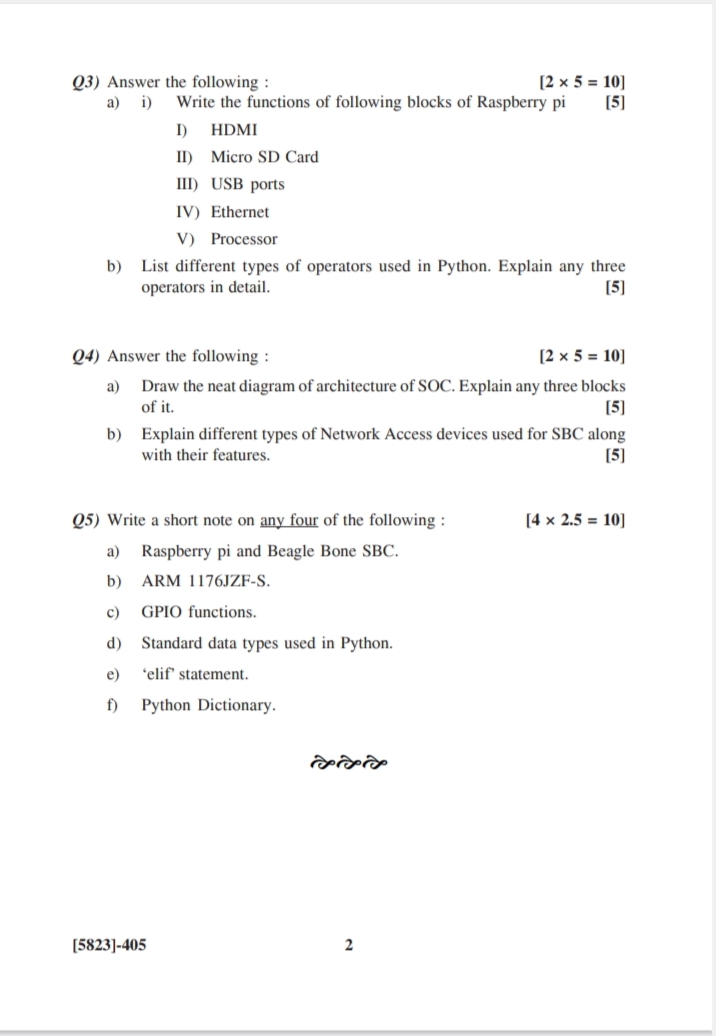 Q3) Answer the following : [2 × 5 = 10]
a) i) Write the functions of following blocks of Raspberry pi [5]
I) HDMI
II) Micro SD Card
III) USB ports
IV) Ethernet
V) Processor
b) List different types of operators used in Python. Explain any three
operators in detail. [5]
Q4) Answer the following : [2 × 5 = 10]
a) Draw the neat diagram of architecture of SOC. Explain any three blocks
of it. [5]
b) Explain different types of Network Access devices used for SBC along
with their features. [5]
Q5) Write a short note on any four of the following : [4 × 2.5 = 10]
a) Raspberry pi and Beagle Bone SBC.
b) ARM 1176JZF-S.
c) GPIO functions.
d) Standard data types used in Python.
e) ‘elif’ statement.
f) Python Dictionary.
[5823]-405 2